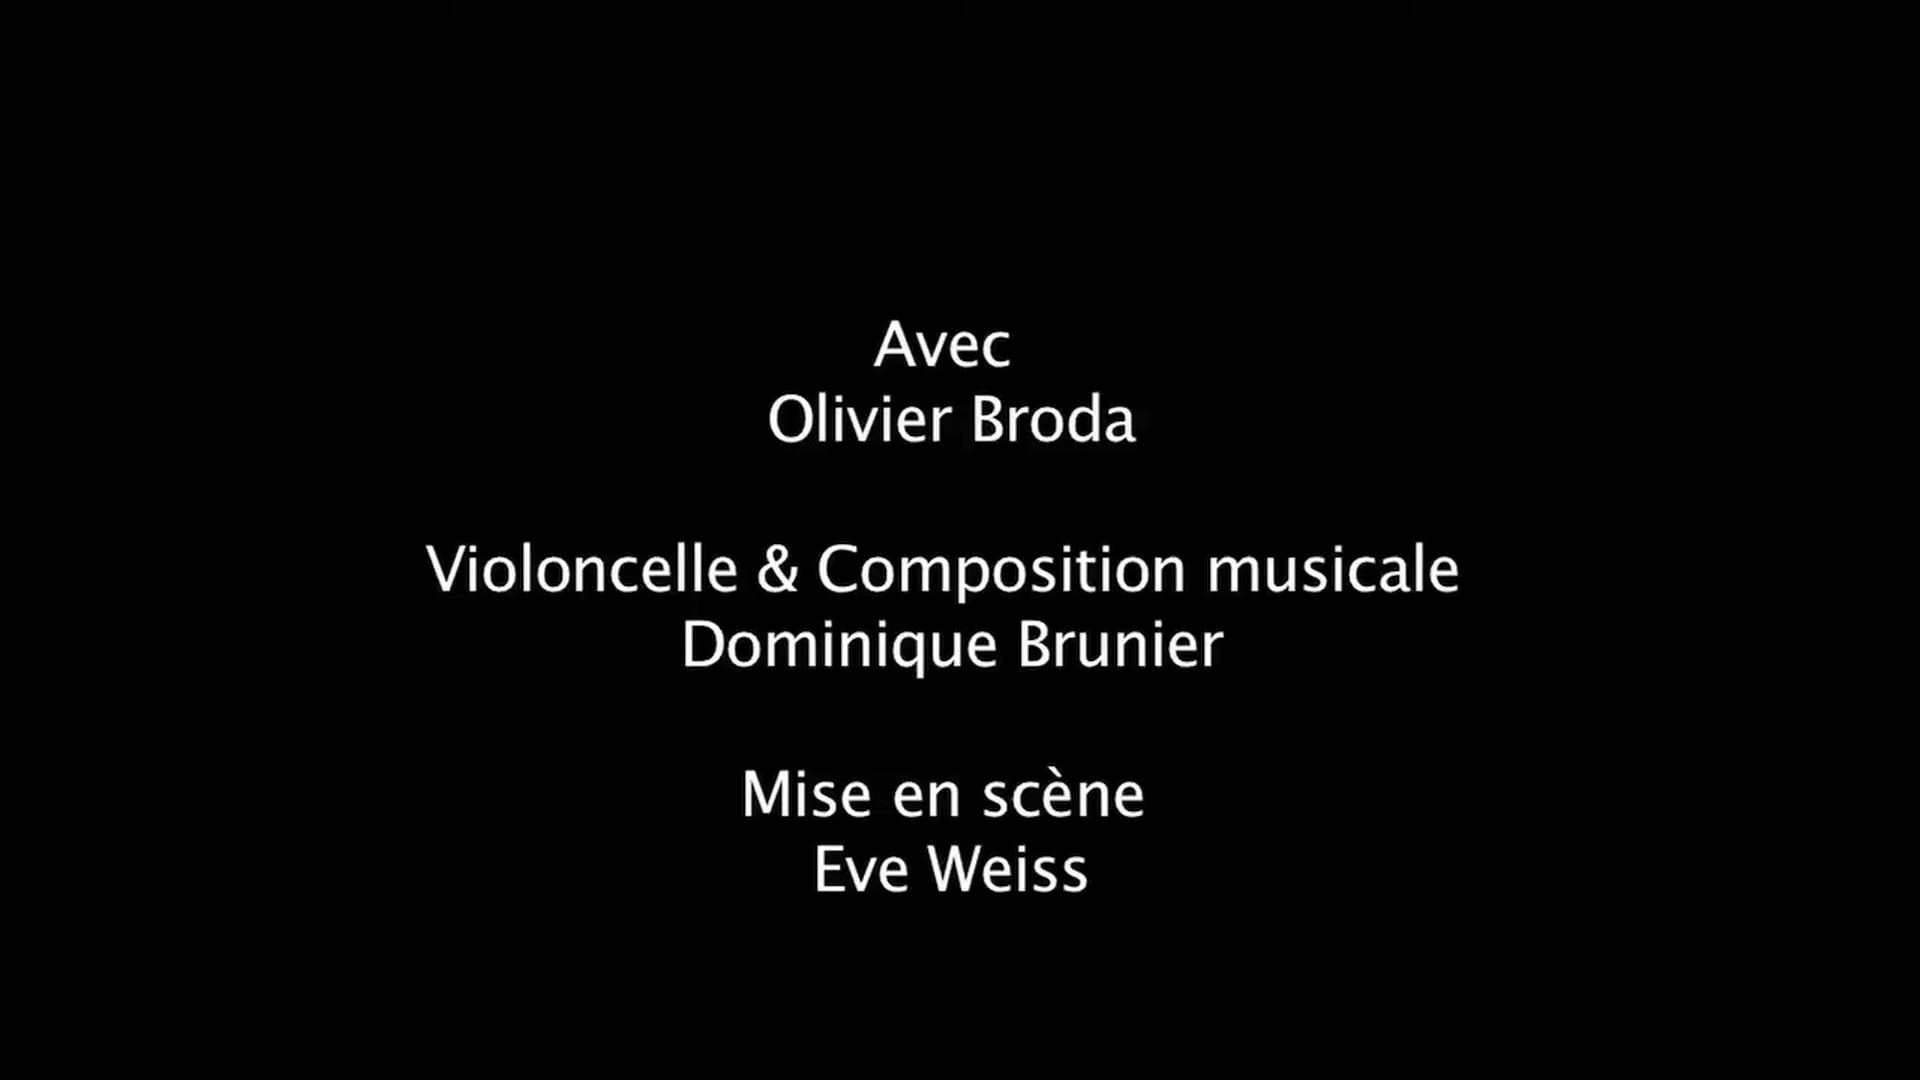 Avec
Olivier Broda
Violoncelle & Composition musicale
Dominique Brunier
Mise en scène
Eve Weiss